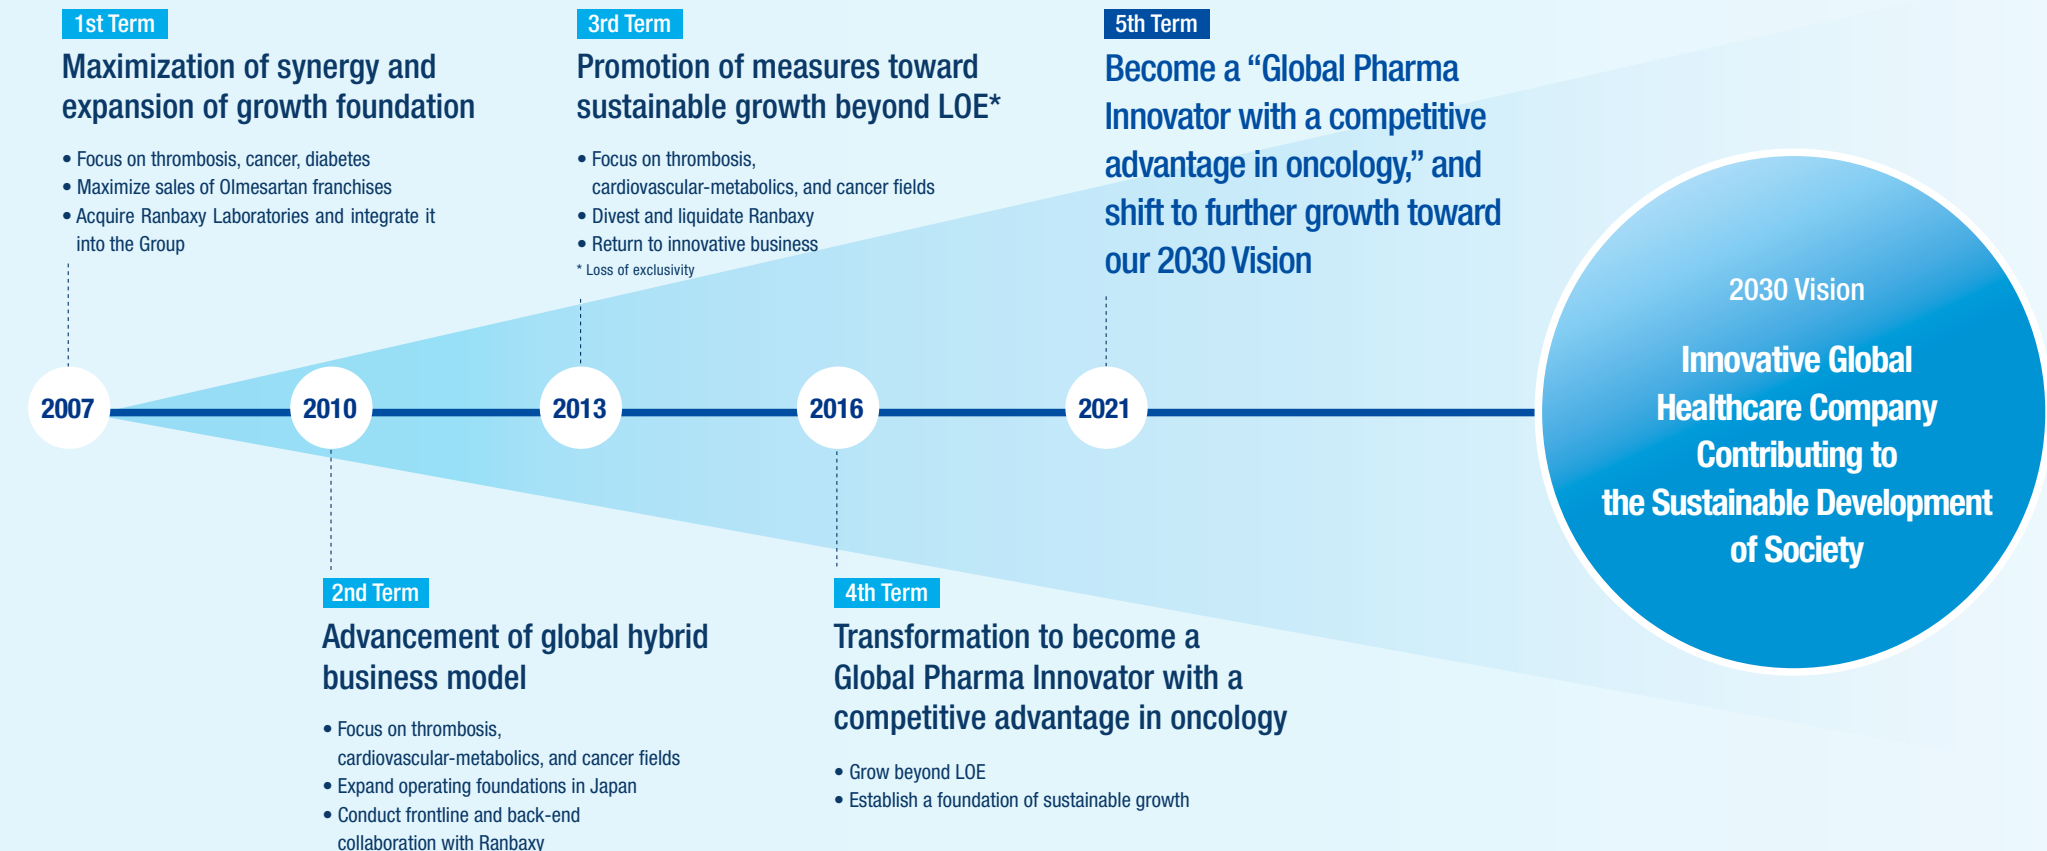 1st Term
Maximization of synergy and
expansion of growth foundation
• Focus on thrombosis, cancer, diabetes
• Maximize sales of Olmesartan franchises
• Acquire Ranbaxy Laboratories and integrate it
into the Group
3rd Term
Promotion of measures toward
sustainable growth beyond LOE*
• Focus on thrombosis,
cardiovascular-metabolics, and cancer fields
• Divest and liquidate Ranbaxy
• Return to innovative business
* Loss of exclusivity
5th Term
Become a “Global Pharma
Innovator with a competitive
advantage in oncology,” and
shift to further growth toward
our 2030 Vision
2007
2010
2013
2016
2021
2030 Vision
Innovative Global
Healthcare Company
Contributing to
the Sustainable Development
of Society
2nd Term
Advancement of global hybrid
business model
• Focus on thrombosis,
cardiovascular-metabolics, and cancer fields
• Expand operating foundations in Japan
• Conduct frontline and back-end
collaboration with Ranbaxy
4th Term
Transformation to become a
Global Pharma Innovator with a
competitive advantage in oncology
• Grow beyond LOE
• Establish a foundation of sustainable growth